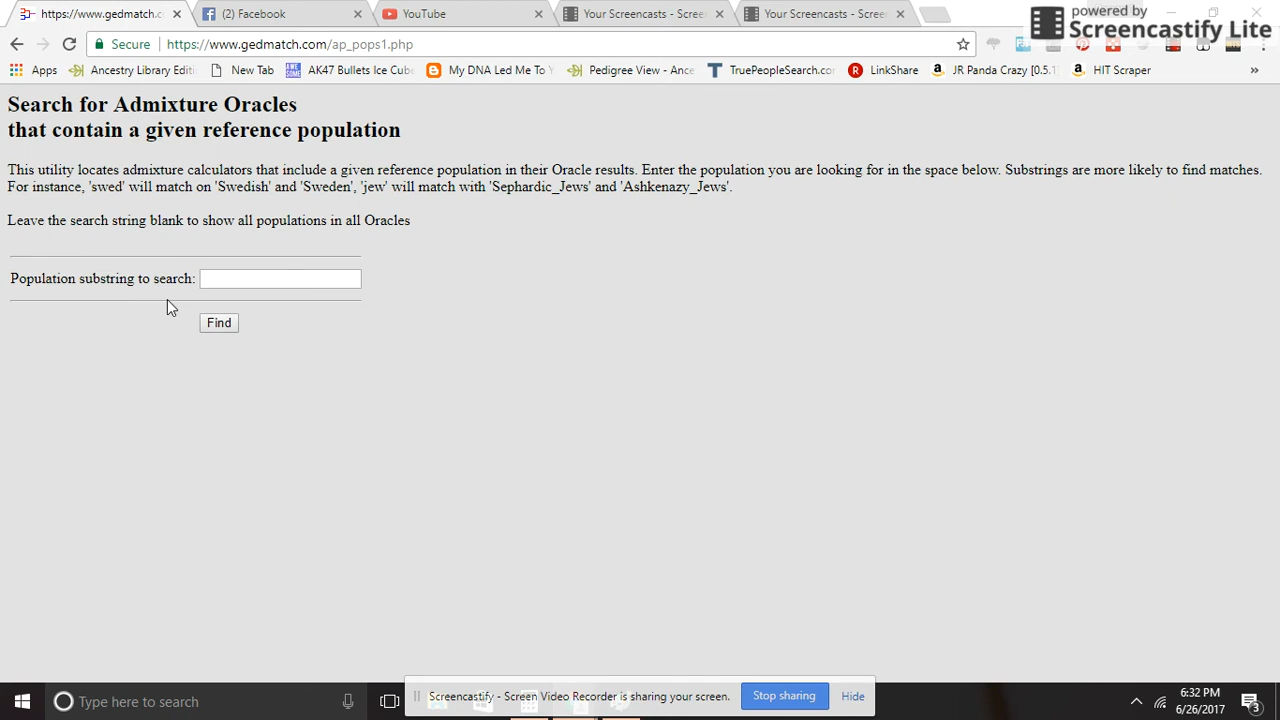 https://www.gedmatch.c
(2) Facebook
YouTube
Your Screencasts - Scree
Your Screencasts - Scree
powered by
Screencastify Lite
Secure
https://www.gedmatch.com/ap_pops1.php
Apps
Ancestry Library Editi
New Tab
AK47 Bullets Ice Cube
My DNA Led Me To Y
Pedigree View - Ance
TruePeopleSearch.co
LinkShare
JR Panda Crazy [0.5.1
HIT Scraper
»
Search for Admixture Oracles
that contain a given reference population
This utility locates admixture calculators that include a given reference population in their Oracle results. Enter the population you are looking for in the space below. Substrings are more likely to find matches.
For instance, 'swed' will match on 'Swedish' and 'Sweden', 'jew' will match with 'Sephardic_Jews' and 'Ashkenazy_Jews'.
Leave the search string blank to show all populations in all Oracles
Population substring to search:
Find
Type here to search
Screencastify - Screen Video Recorder is sharing your screen.
Stop sharing
Hide
6:32 PM
6/26/2017
3